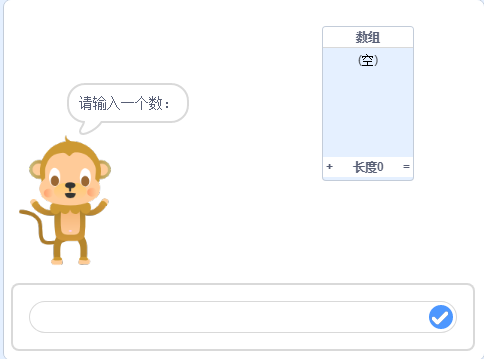 数组
(空)
请输入一个数：
+ 长度0 =